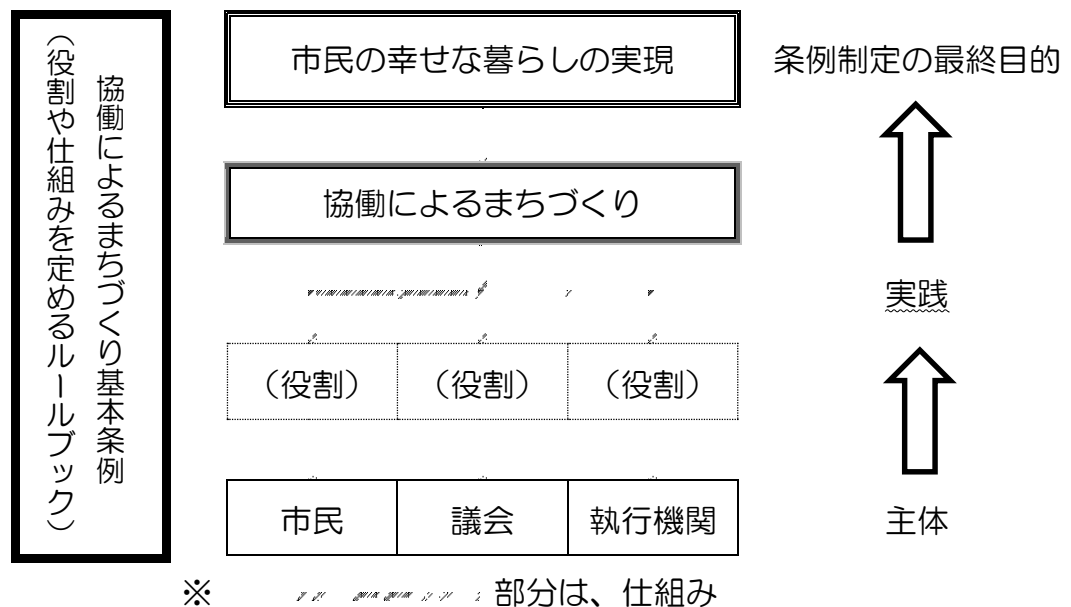 協働によるまちづくり基本条例
（役割や仕組みを定めるルールブック）
市民の幸せな暮らしの実現
条例制定の最終目的
協働によるまちづくり
実践
（役割）
（役割）
（役割）
市民
議会
執行機関
主体
※ 部分は、仕組み